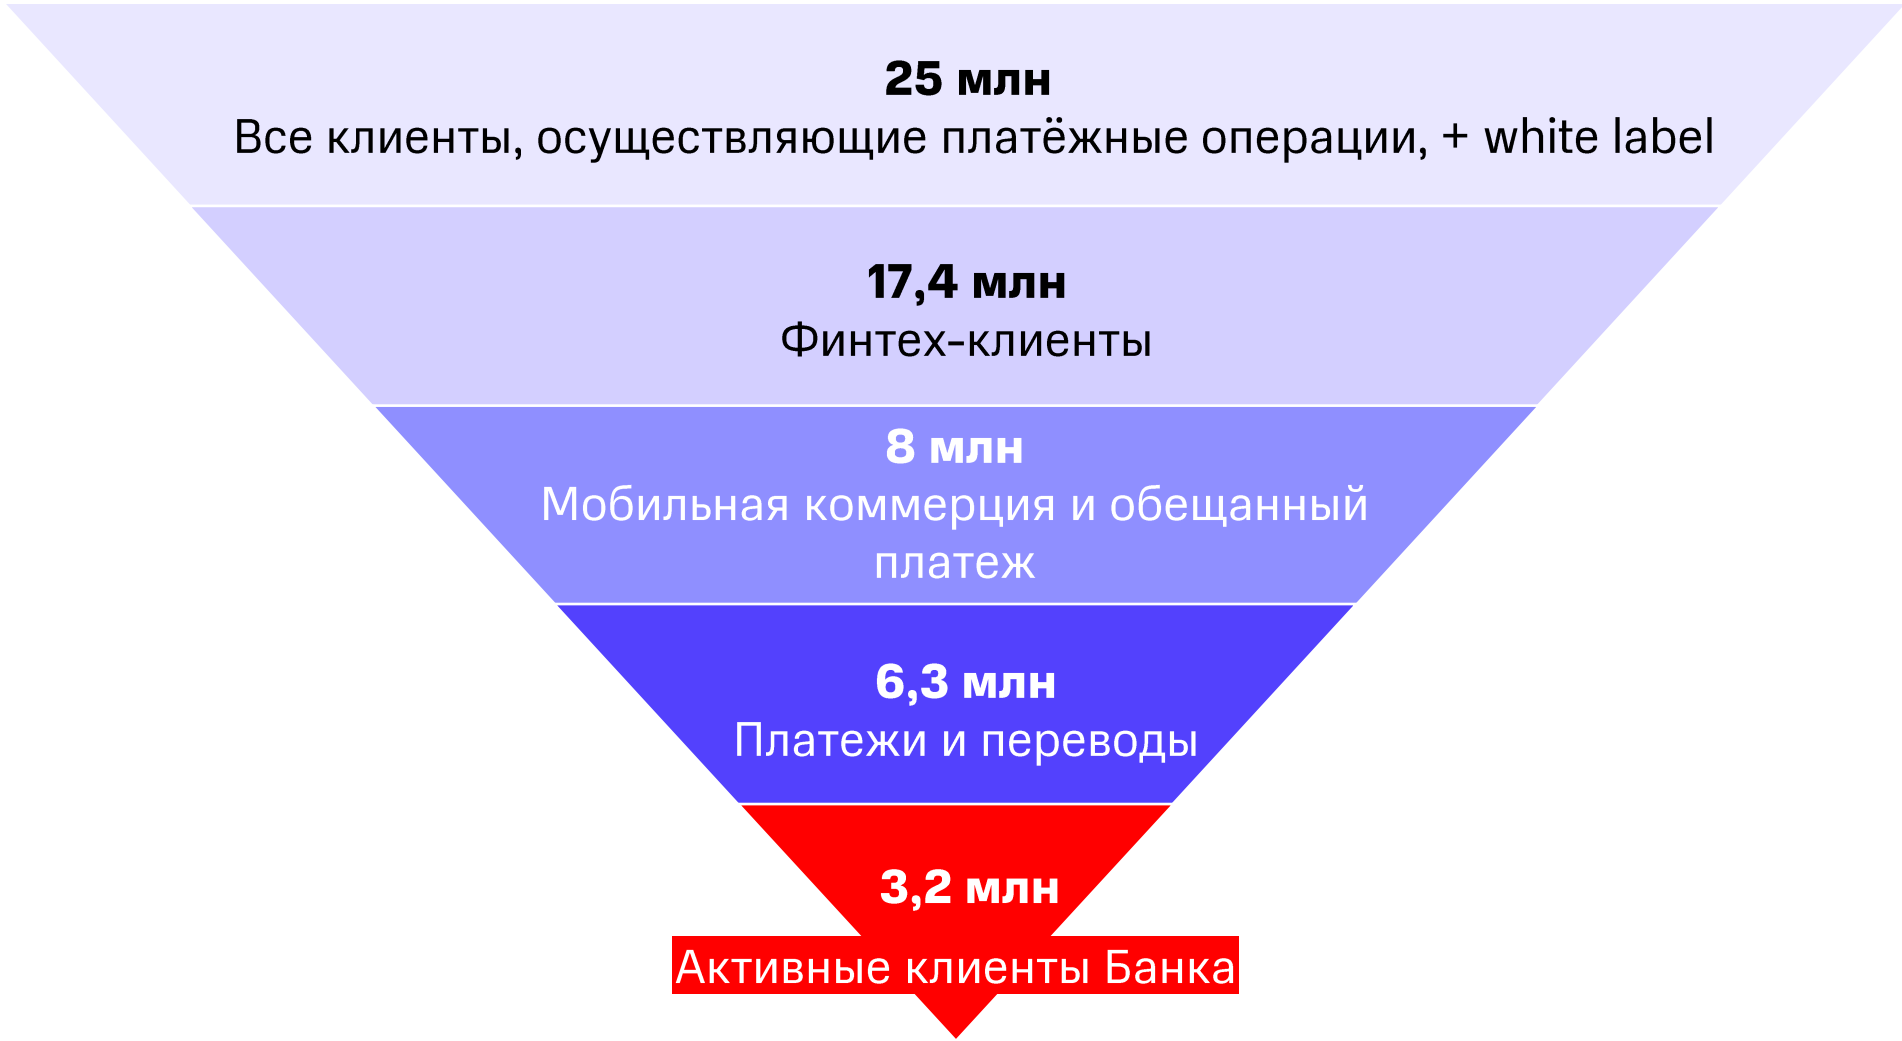 25 млн
Все клиенты, осуществляющие платёжные операции, + white label
17,4 млн
Финтех-клиенты
8 млн
Мобильная коммерция и обещанный
платеж
6,3 млн
Платежи и переводы
3,2 млн
Активные клиенты Банка